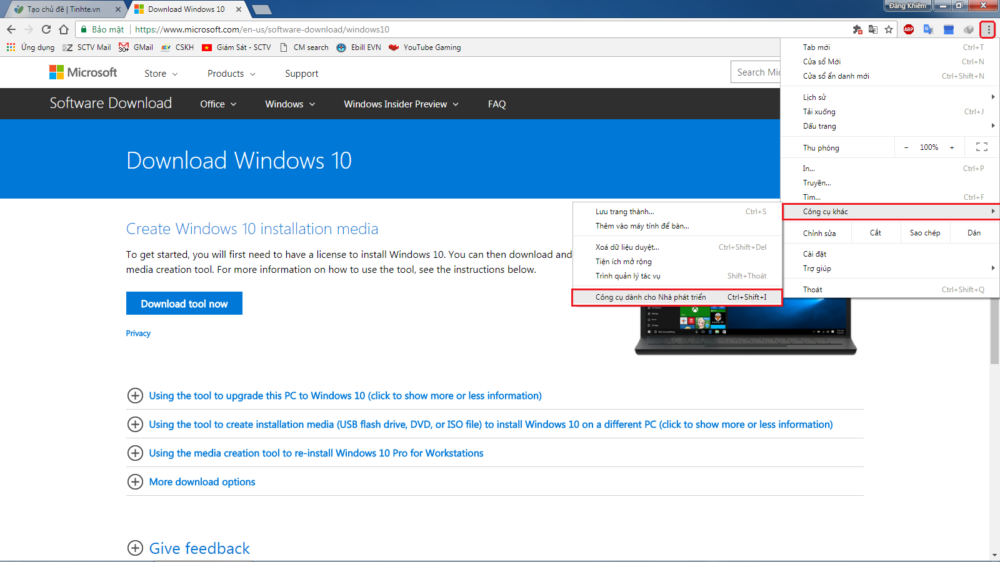 Tạo chủ đề | Tinhte.vn
Download Windows 10
Đăng Khiêm
Bảo mật
https://www.microsoft.com/en-us/software-download/windows10
ABP
Ứng dụng
SCTV Mail
30+
GMail
CSKH
Giám Sát - SCTV
CM search
Ebill EVN
YouTube Gaming
Microsoft
Store
Products
Support
Search Mic
Software Download
Office
Windows
Windows Insider Preview
FAQ
Download Windows 10
Create Windows 10 installation media
To get started, you will first need to have a license to install Windows 10. You can then download and
media creation tool. For more information on how to use the tool, see the instructions below.
Download tool now
Privacy
Tab mới Ctrl+T
Cửa sổ Mới Ctrl+N
Cửa sổ ẩn danh mới Ctrl+Shift+N
Lịch sử
Tải xuống Ctrl+J
Dấu trang
Thu phóng - 100% +
In... Ctrl+P
Truyền...
Tìm... Ctrl+F
Công cụ khác
Chỉnh sửa Cắt Sao chép Dán
Cài đặt
Trợ giúp
Thoát Ctrl+Shift+Q
Lưu trang thành... Ctrl+S
Thêm vào máy tính để bàn...
Xoá dữ liệu duyệt... Ctrl+Shift+Del
Tiện ích mở rộng
Trình quản lý tác vụ Shift+Thoát
Công cụ dành cho Nhà phát triển Ctrl+Shift+I
Using the tool to upgrade this PC to Windows 10 (click to show more or less information)
Using the tool to create installation media (USB flash drive, DVD, or ISO file) to install Windows 10 on a different PC (click to show more or less information)
Using the media creation tool to re-install Windows 10 Pro for Workstations
More download options
Give feedback